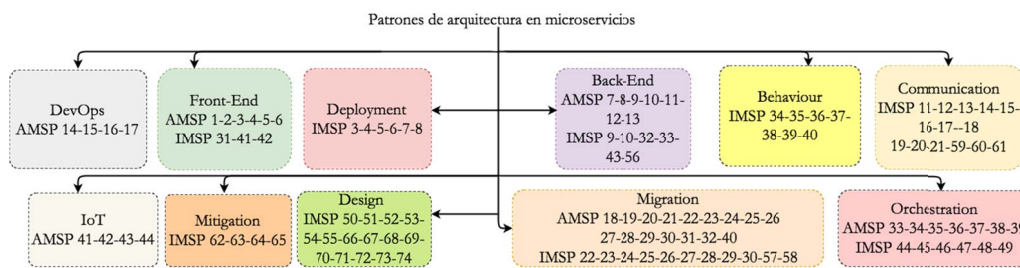 Patrones de arquitectura en microservicios
DevOps
AMSP 14-15-16-17
Front-End
AMSP 1-2-3-4-5-6
IMSP 31-41-42
Deployment
IMSP 3-4-5-6-7-8
Back-End
AMSP 7-8-9-10-11-
12-13
IMSP 9-10-32-33-
43-56
Behaviour
IMSP 34-35-36-37-
38-39-40
Communication
IMSP 11-12-13-14-15-
16-17--18
19-20-21-59-60-61
IoT
AMSP 41-42-43-44
Mitigation
IMSP 62-63-64-65
Design
IMSP 50-51-52-53-
54-55-66-67-68-69-
70-71-72-73-74
Migration
AMSP 18-19-20-21-22-23-24-25-26
27-28-29-30-31-32-40
IMSP 22-23-24-25-26-27-28-29-30-57-58
Orchestration
AMSP 33-34-35-36-37-38-39
IMSP 44-45-46-47-48-49